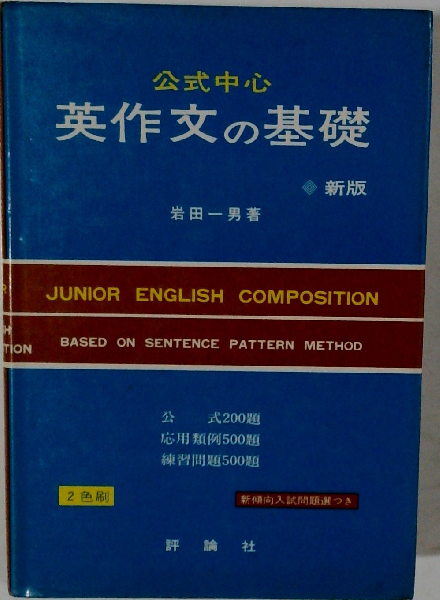 公式中心
英作文の基礎
新版
岩田一男著
JUNIOR ENGLISH COMPOSITION
BASED ON SENTENCE PATTERN METHOD
TION
公 式200題
応用類例500題
練習問題500題
2色刷
新傾向入試問題選つき
評論社